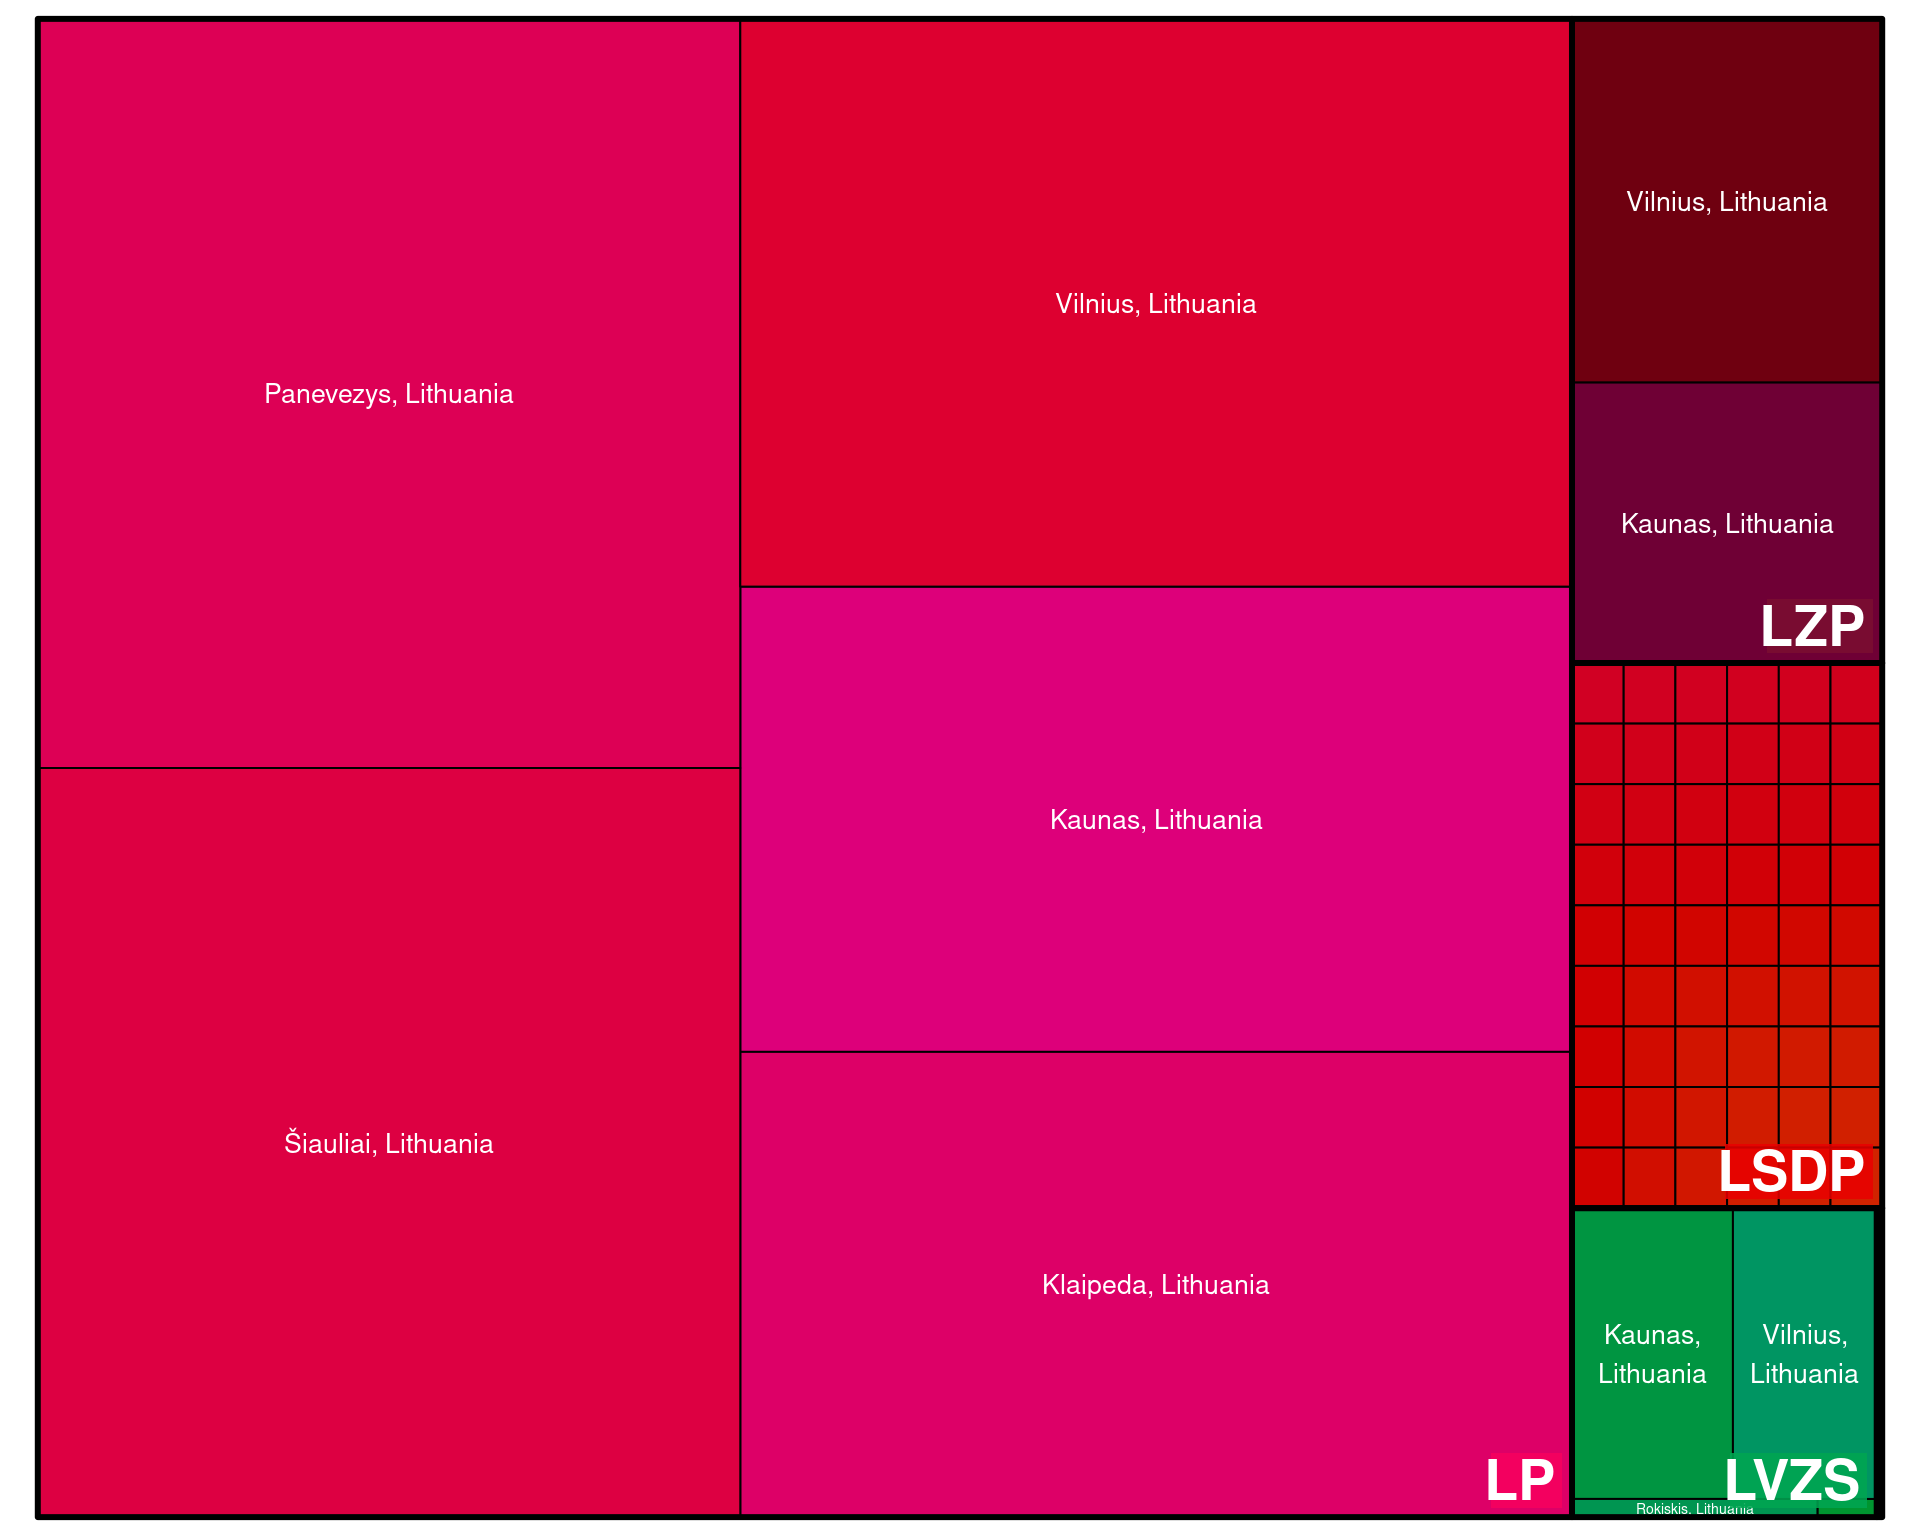 Panevezys, Lithuania
Šiauliai, Lithuania
Vilnius, Lithuania
Kaunas, Lithuania
Klaipeda, Lithuania
LP
Vilnius, Lithuania
Kaunas, Lithuania
LZP
LSDP
Kaunas,
Lithuania
Vilnius,
Lithuania
LVZS
Rokiskis, Lithuania